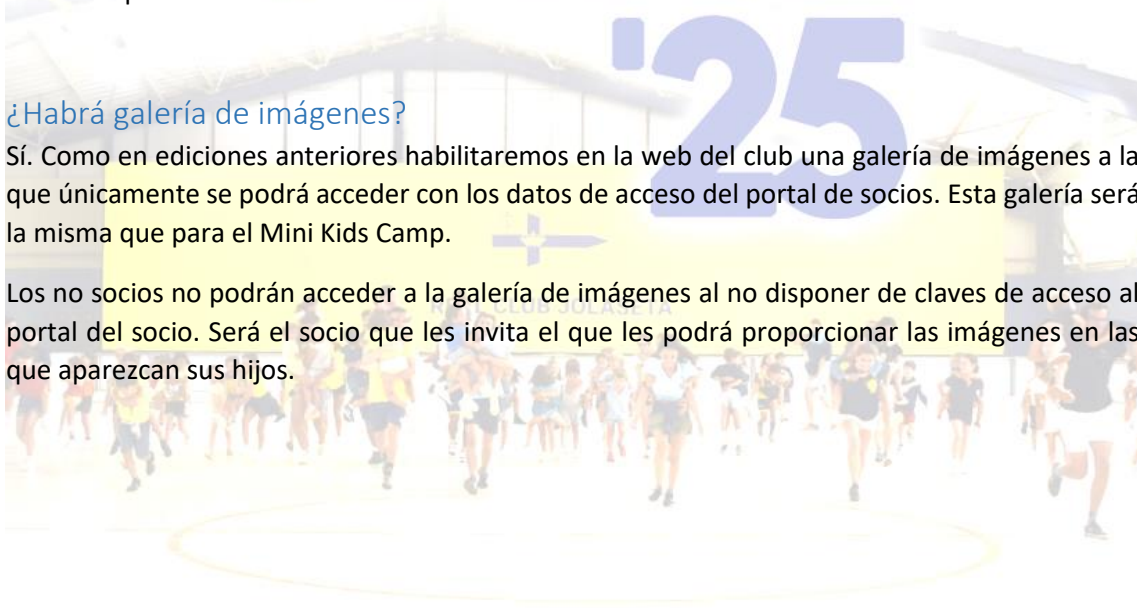 '25
¿Habrá galería de imágenes?
Sí. Como en ediciones anteriores habilitaremos en la web del club una galería de imágenes a la
que únicamente se podrá acceder con los datos de acceso del portal de socios. Esta galería será
la misma que para el Mini Kids Camp.
Los no socios no podrán acceder a la galería de imágenes al no disponer de claves de acceso al
portal del socio. Será el socio que les invita el que les podrá proporcionar las imágenes en las
que aparezcan sus hijos.
REAL CLUB JOLASETA